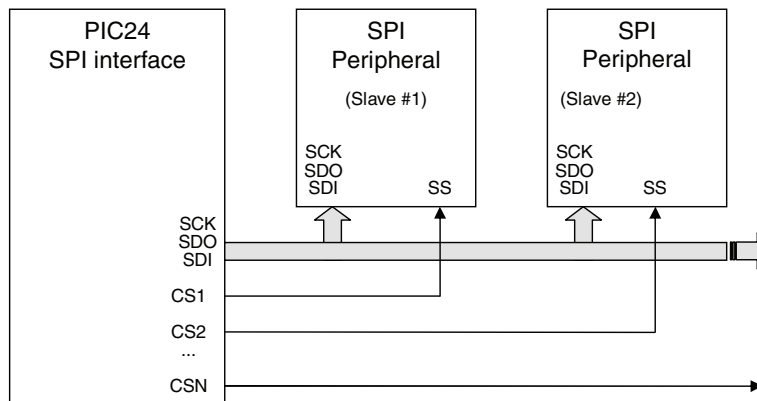 PIC24
SPI interface
SCK
SDO
SDI
CS1
CS2
...
CSN
SPI
Peripheral
(Slave #1)
SCK
SDO
SDI
SS
SPI
Peripheral
(Slave #2)
SCK
SDO
SDI
SS